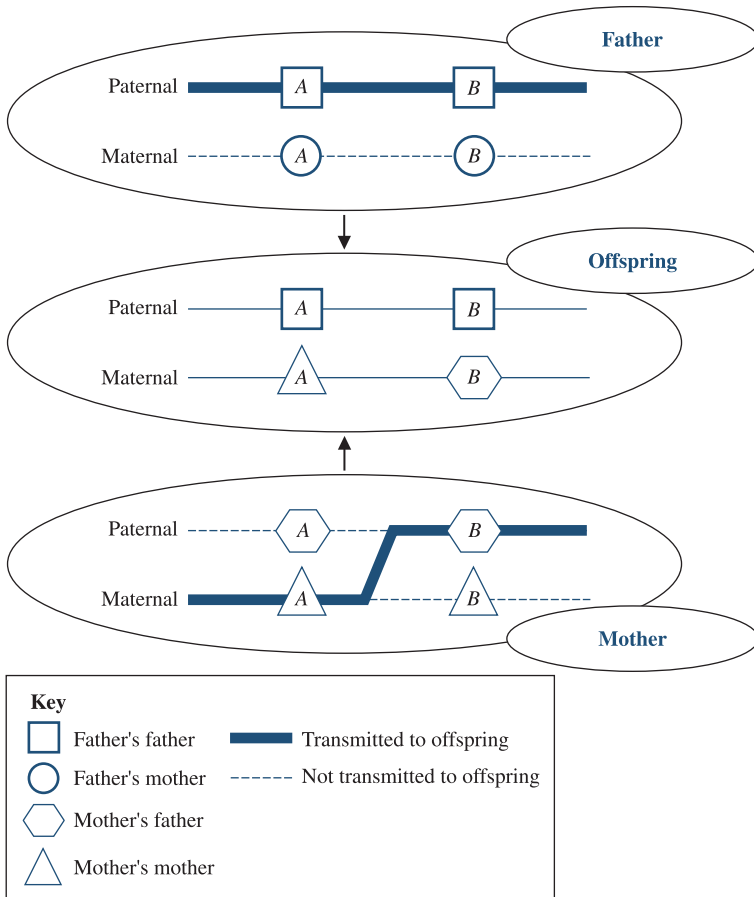 Father
Paternal A B
Maternal A B
Offspring
Paternal A B
Maternal A B
Paternal A B
Maternal A B
Mother
Key
Father's father Transmitted to offspring
Father's mother Not transmitted to offspring
Mother's father
Mother's mother